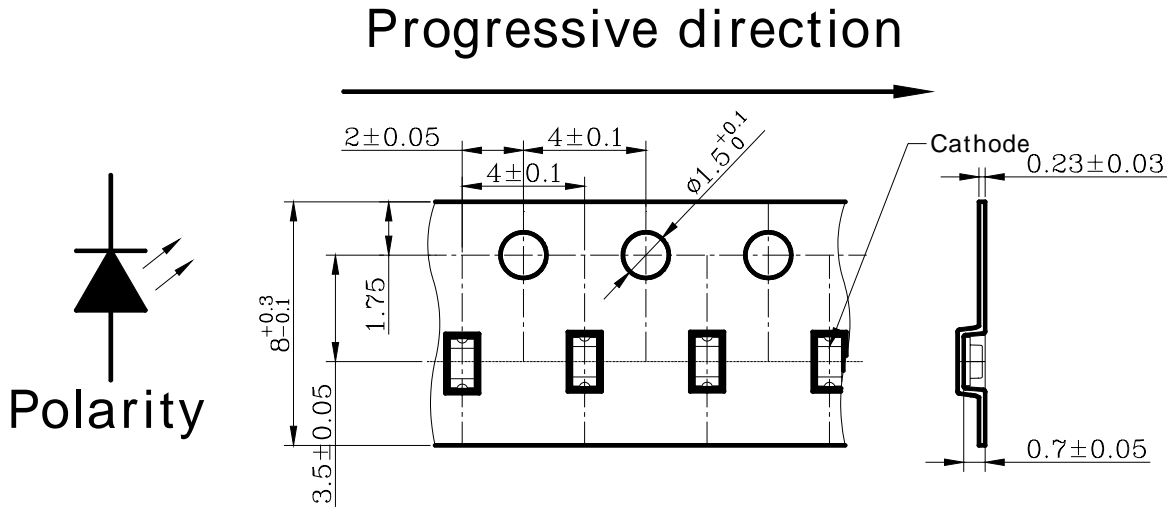 Progressive direction
2±0.05
4±0.1
4±0.1
ø1.5 +0.1 0
Cathode
0.23±0.03
8 +0.3 -0.1
1.75
3.5±0.05
Polarity
0.7±0.05